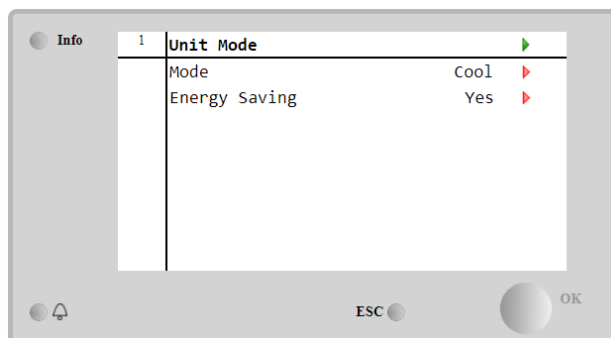 Info
1 Unit Mode
Mode Cool
Energy Saving Yes
ESC
OK